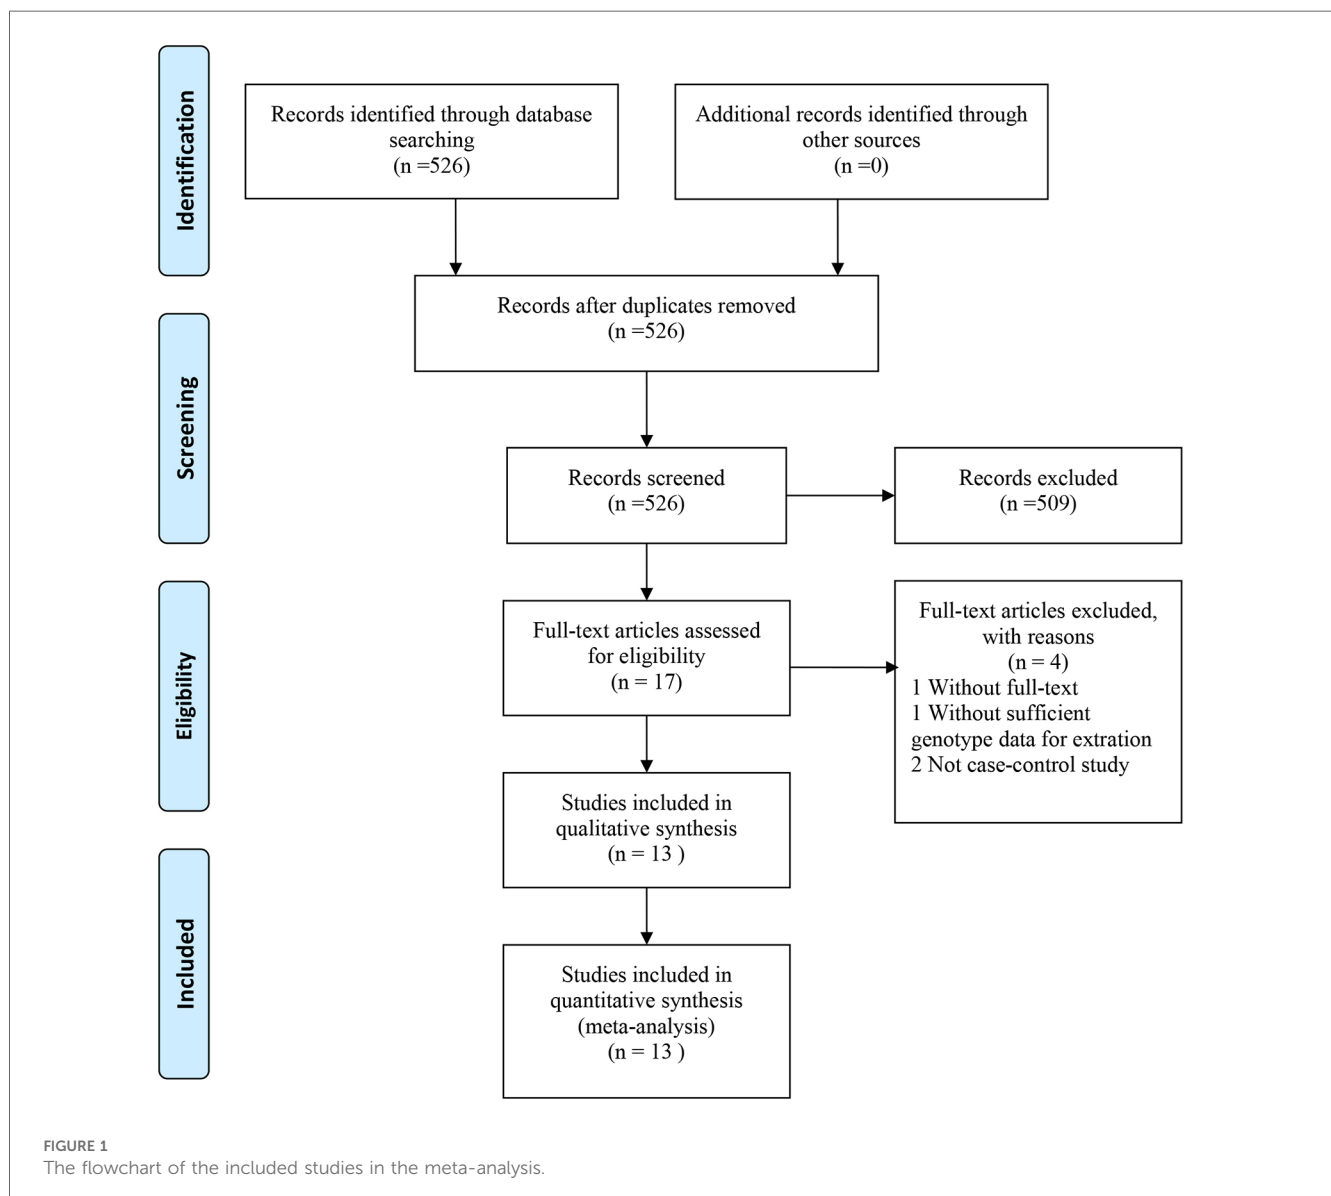 Identification
Records identified through database
searching
(n =526)
Additional records identified through
other sources
(n =0)
Records after duplicates removed
(n =526)
Screening
Records screened
(n =526)
Records excluded
(n =509)
Eligibility
Full-text articles assessed
for eligibility
(n = 17)
Full-text articles excluded,
with reasons
(n = 4)
1 Without full-text
1 Without sufficient
genotype data for extration
2 Not case-control study
Studies included in
qualitative synthesis
(n = 13 )
Included
Studies included in
quantitative synthesis
(meta-analysis)
(n = 13 )
FIGURE 1
The flowchart of the included studies in the meta-analysis.